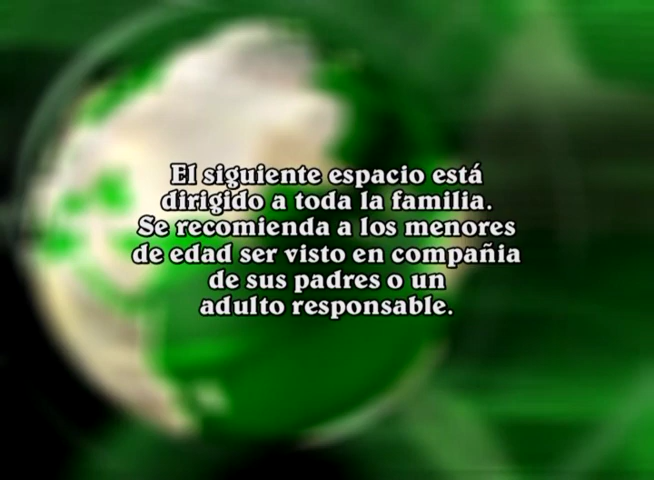 El siguiente espacio está
dirigido a toda la familia.
Se recomienda a los menores
de edad ser visto en compañia
de sus padres o un
adulto responsable.